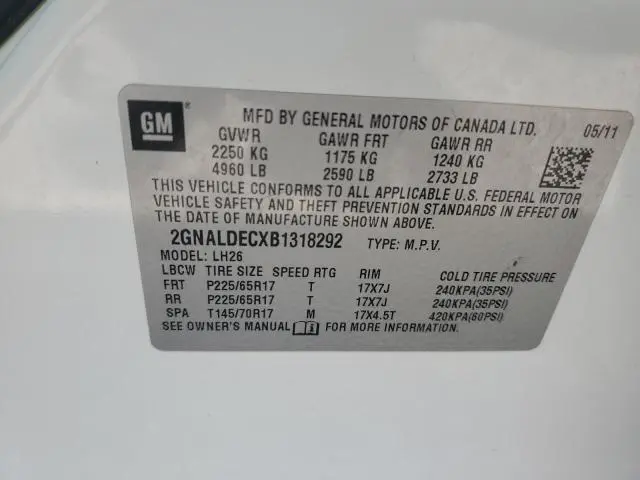 GM ®
MFD BY GENERAL MOTORS OF CANADA LTD. 05/11
GVWR GAWR FRT GAWR RR
2250 KG 1175 KG 1240 KG
4960 LB 2590 LB 2733 LB
THIS VEHICLE CONFORMS TO ALL APPLICABLE U.S. FEDERAL MOTOR
VEHICLE SAFETY AND THEFT PREVENTION STANDARDS IN EFFECT ON
THE DATE OF MANUFACTURE SHOWN ABOVE.
2GNALDECXB1318292 TYPE: M.P.V.
MODEL: LH26
LBCW TIRE SIZE SPEED RTG RIM COLD TIRE PRESSURE
FRT P225/65R17 T 17X7J 240KPA(35PSI)
RR P225/65R17 T 17X7J 240KPA(35PSI)
SPA T145/70R17 M 17X4.5T 420KPA(60PSI)
SEE OWNER'S MANUAL FOR MORE INFORMATION.